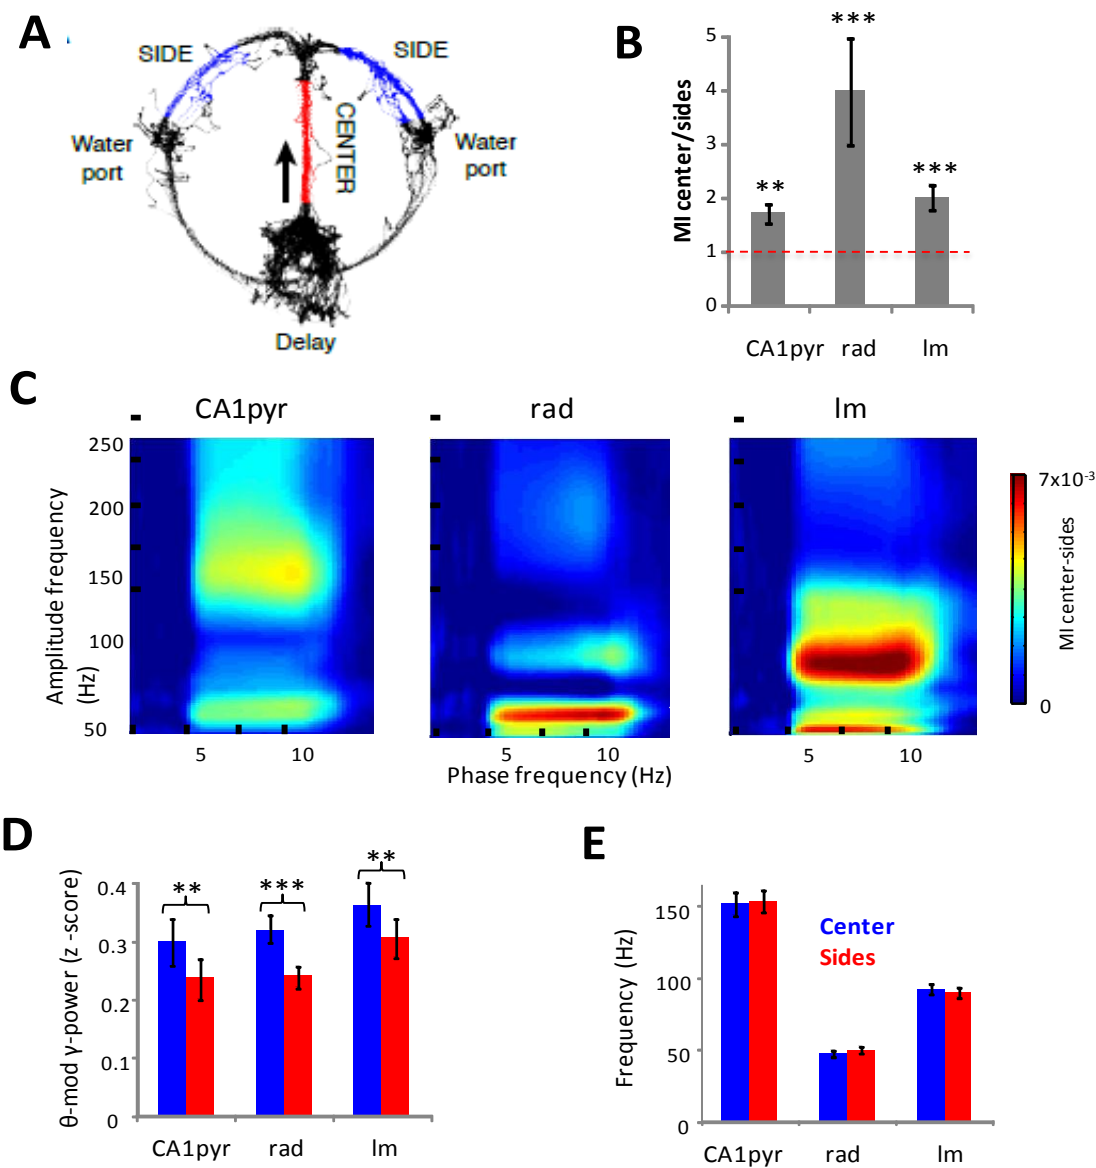 A
SIDE
SIDE
CENTER
Water
port
Water
port
Delay
B
MI center/sides
5
4
3
2
1
0
**
***
***
CA1pyr rad lm
C
CA1pyr
rad
lm
Amplitude frequency
(Hz)
250
200
150
100
50
5 10
5 10
5 10
Phase frequency (Hz)
7x10-3
0
MI center-sides
D
θ-mod γ-power (z -score)
0.4
0.3
0.2
0.1
0
**
***
**
CA1pyr rad lm
E
Frequency (Hz)
150
100
50
0
Center
Sides
CA1pyr rad lm